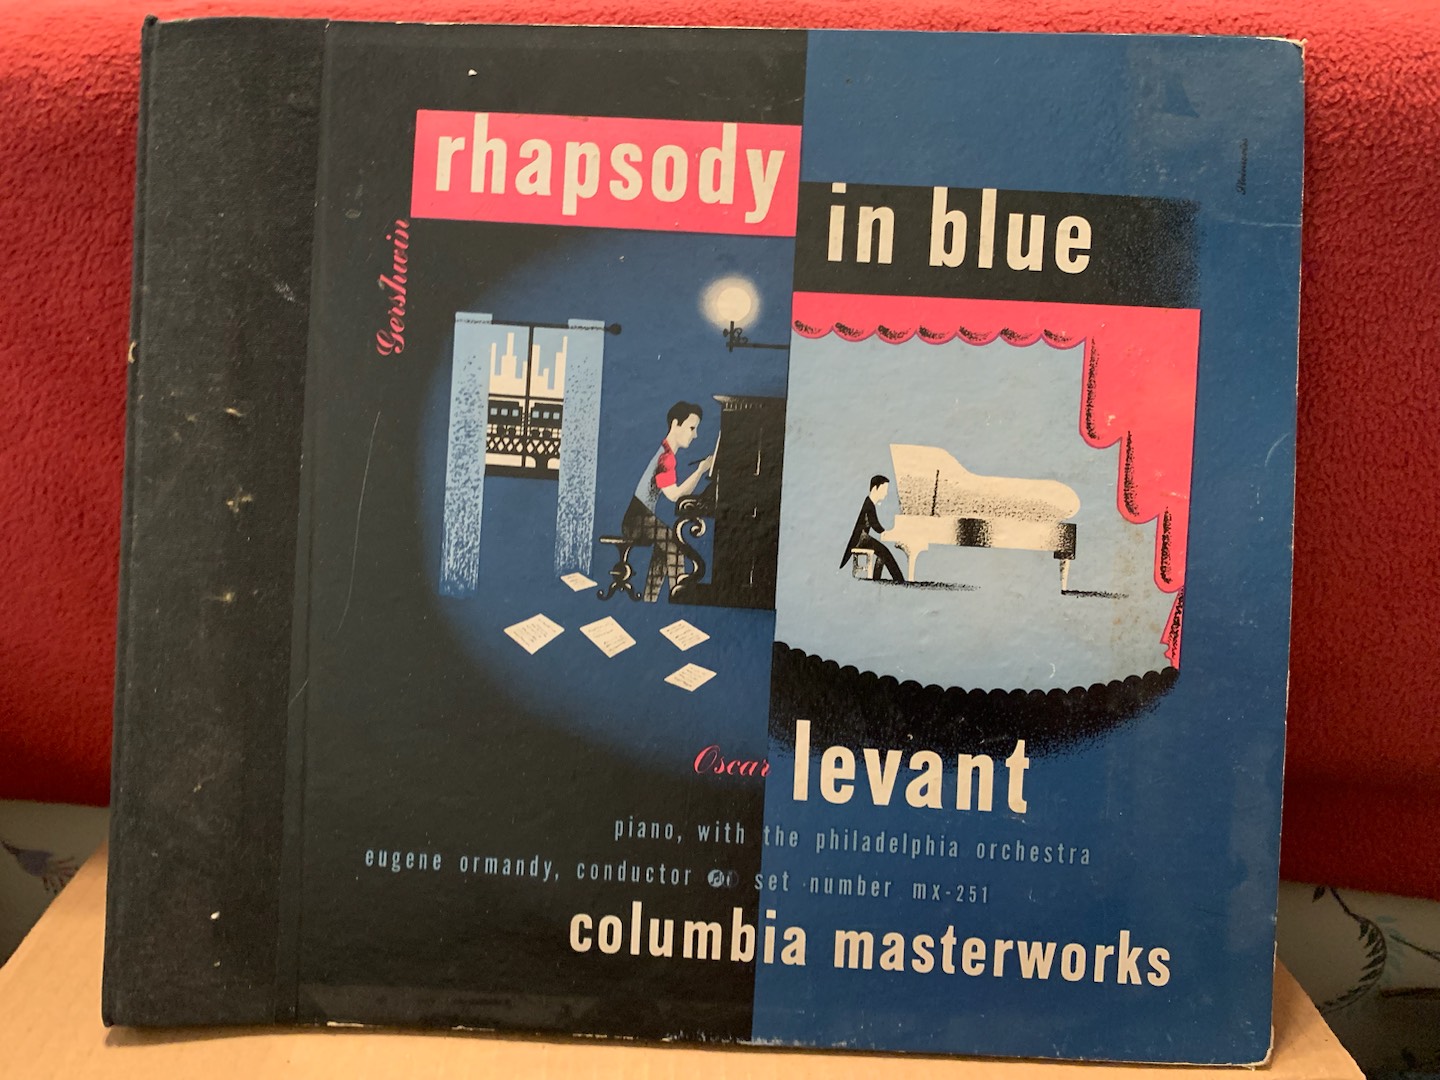 rhapsody in blue
Gershwin
Oscar levant
piano, with the philadelphia orchestra
eugene ormandy, conductor set number mx-251
columbia masterworks